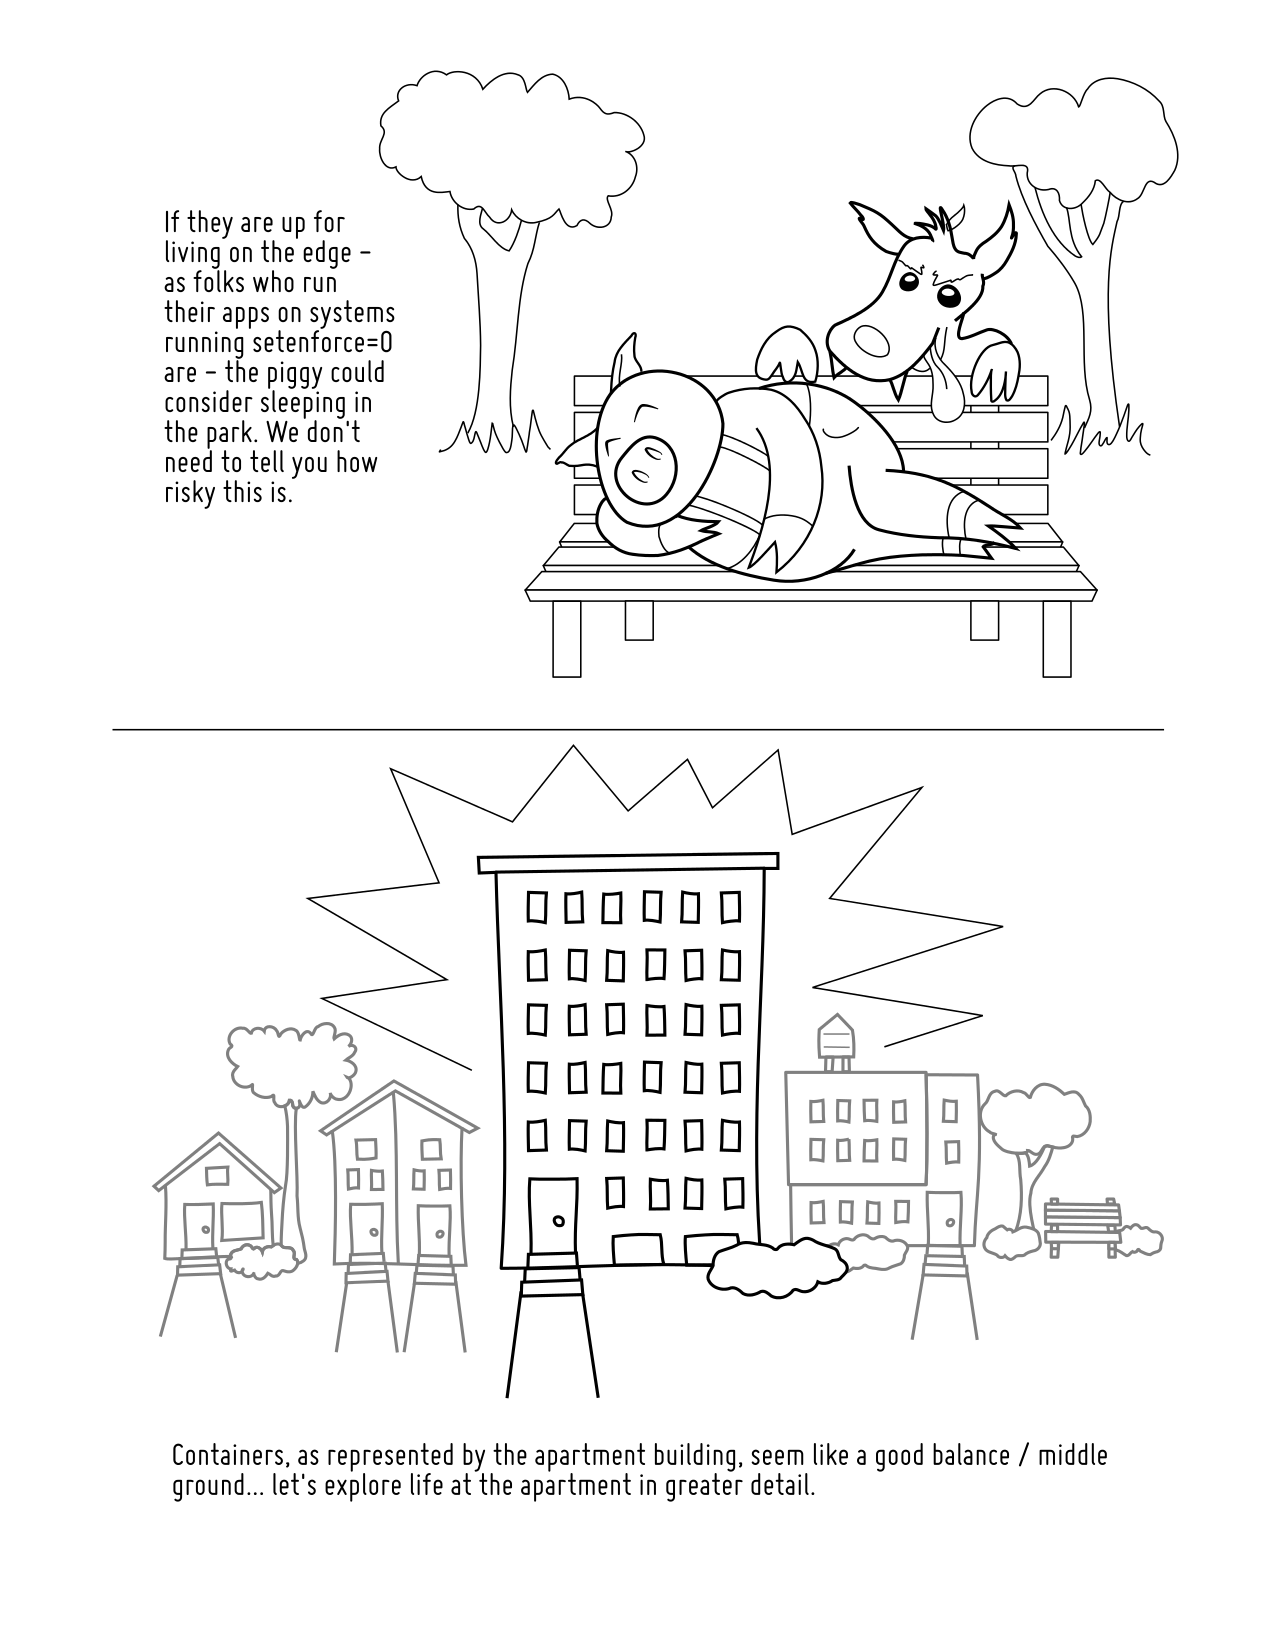 If they are up for
living on the edge –
as folks who run
their apps on systems
running setenforce=0
are – the piggy could
consider sleeping in
the park. We don't
need to tell you how
risky this is.
Containers, as represented by the apartment building, seem like a good balance / middle
ground... let's explore life at the apartment in greater detail.